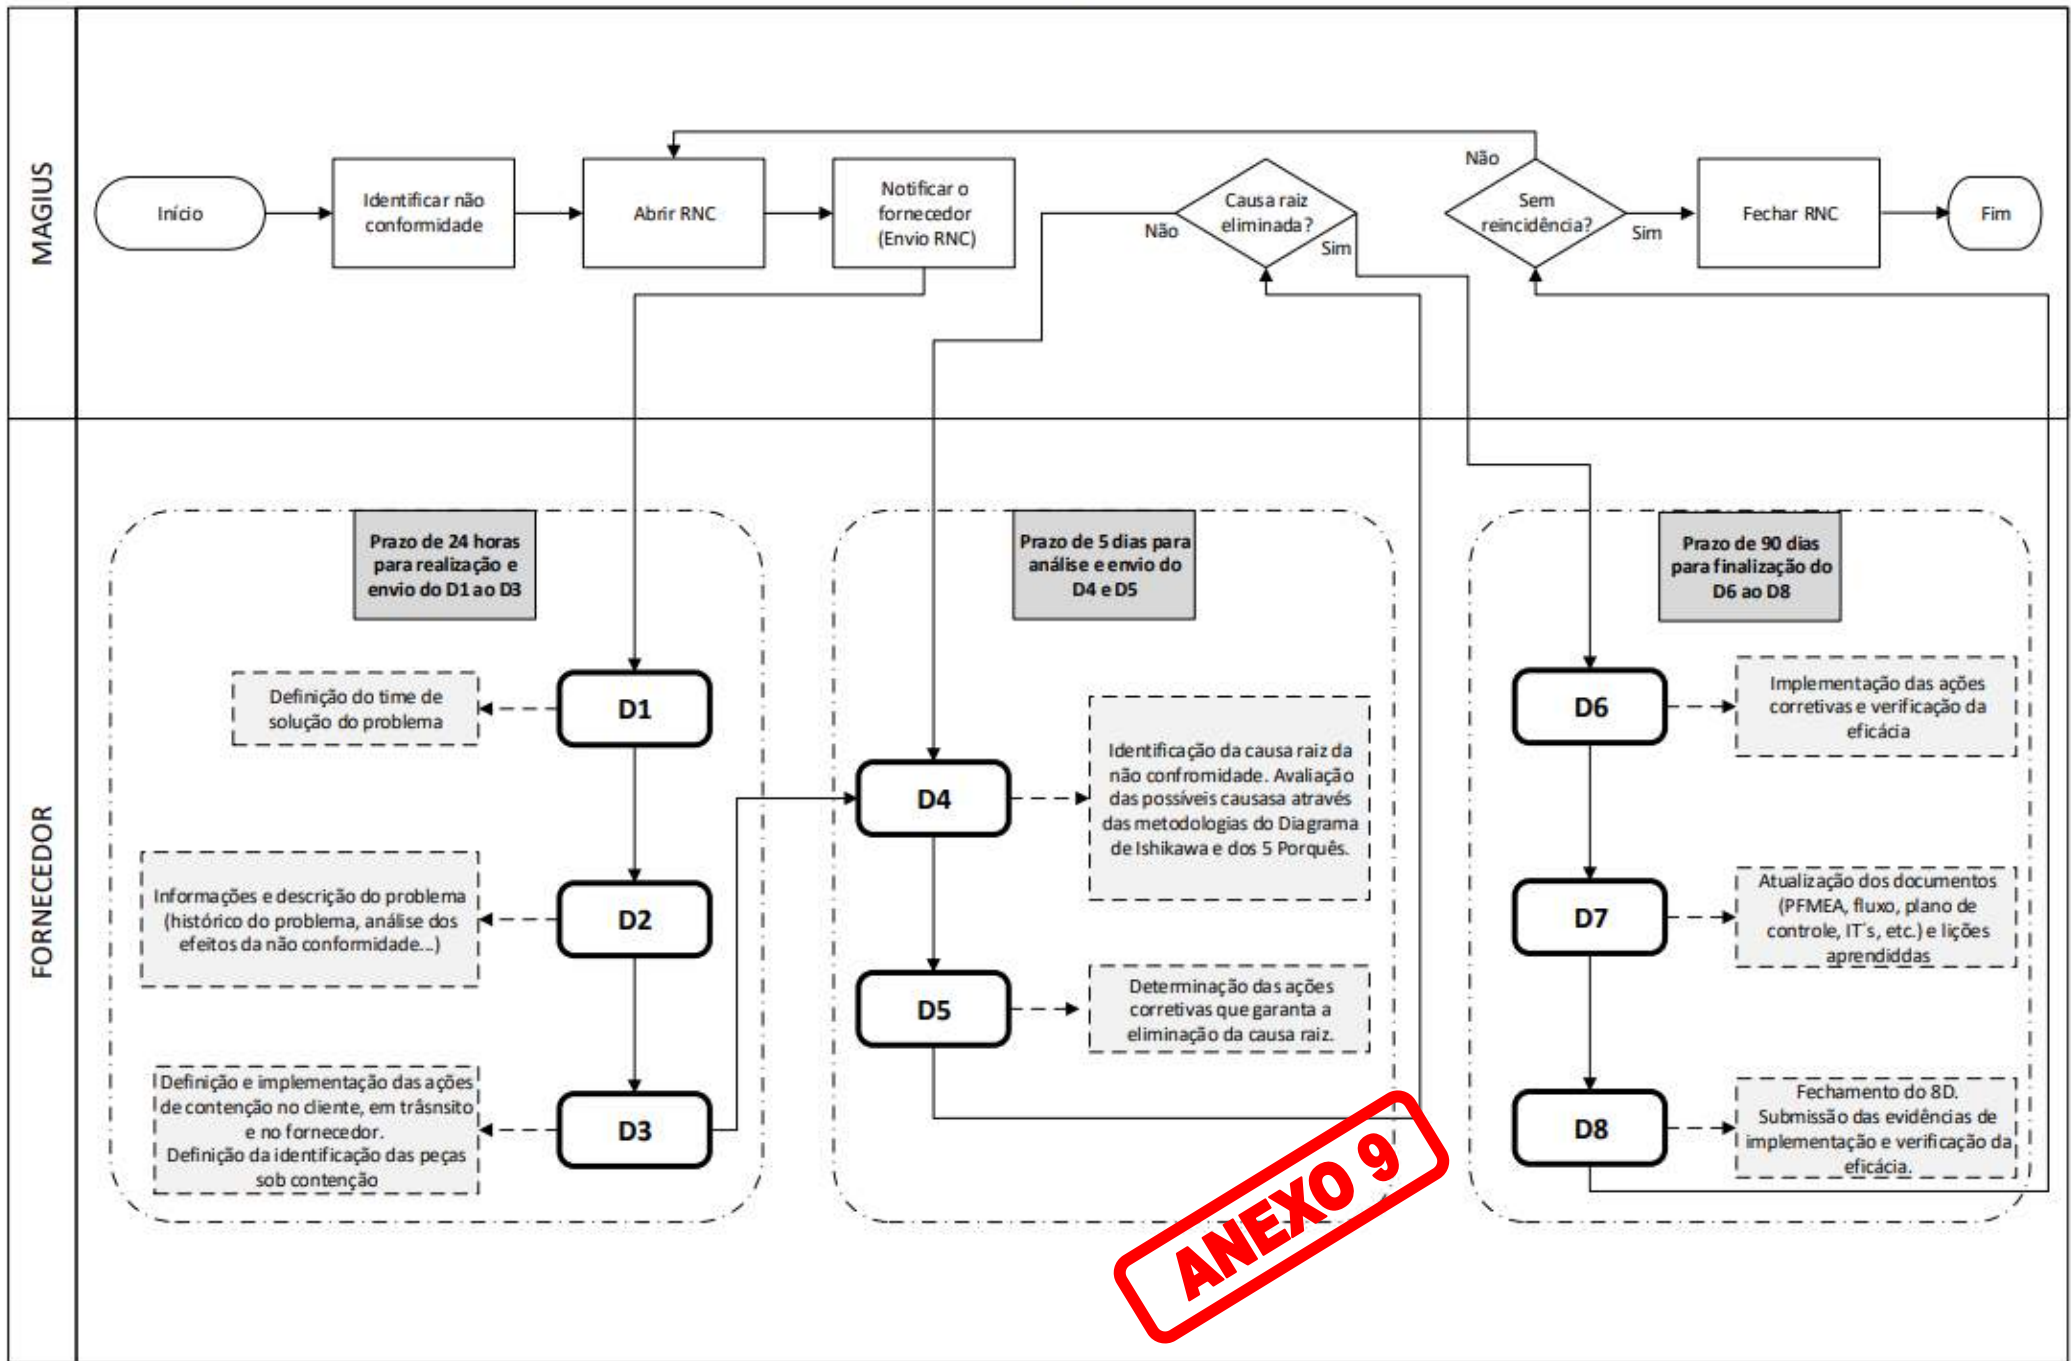 MAGIUS
Início
Identificar não
conformidade
Abrir RNC
Notificar o
fornecedor
(Envio RNC)
Não
Causa raiz
eliminada?
Sim
Não
Sem
reincidência?
Sim
Fechar RNC
Fim
FORNECEDOR
Prazo de 24 horas
para realização e
envio do D1 ao D3
D1
Definição do time de
solução do problema
D2
Informações e descrição do problema
(histórico do problema, análise dos
efeitos da não conformidade...)
D3
Definição e implementação das ações
de contenção no cliente, em trâsnsito
e no fornecedor.
Definição da identificação das peças
sob contenção
Prazo de 5 dias para
análise e envio do
D4 e D5
D4
Identificação da causa raiz da
não confromidade. Avaliação
das possíveis causasa através
das metodologias do Diagrama
de Ishikawa e dos 5 Porquês.
D5
Determinação das ações
corretivas que garanta a
eliminação da causa raiz.
Prazo de 90 dias
para finalização do
D6 ao D8
D6
Implementação das ações
corretivas e verificação da
eficácia
D7
Atualização dos documentos
(PFMEA, fluxo, plano de
controle, IT´s, etc.) e lições
aprendiddas
D8
Fechamento do 8D.
Submissão das evidências de
implementação e verificação da
eficácia.
ANEXO 9